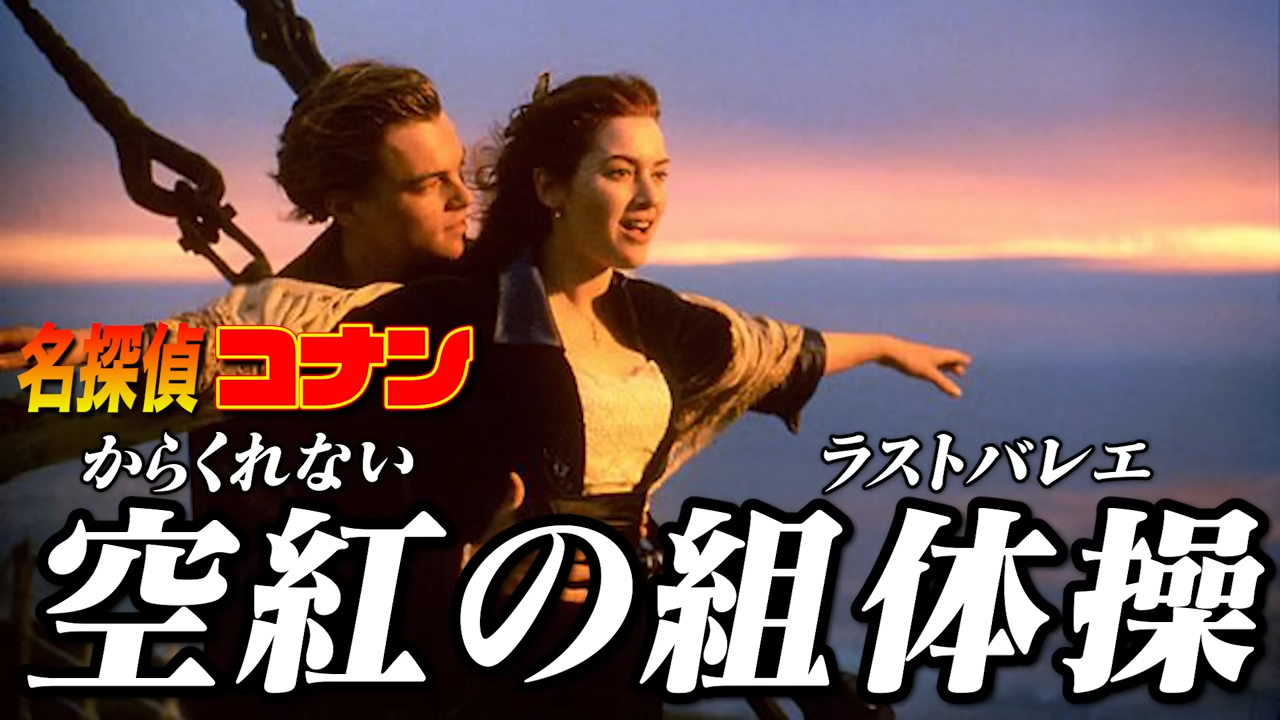 名探偵コナン
からくれない ラストバレエ
空紅の組体操